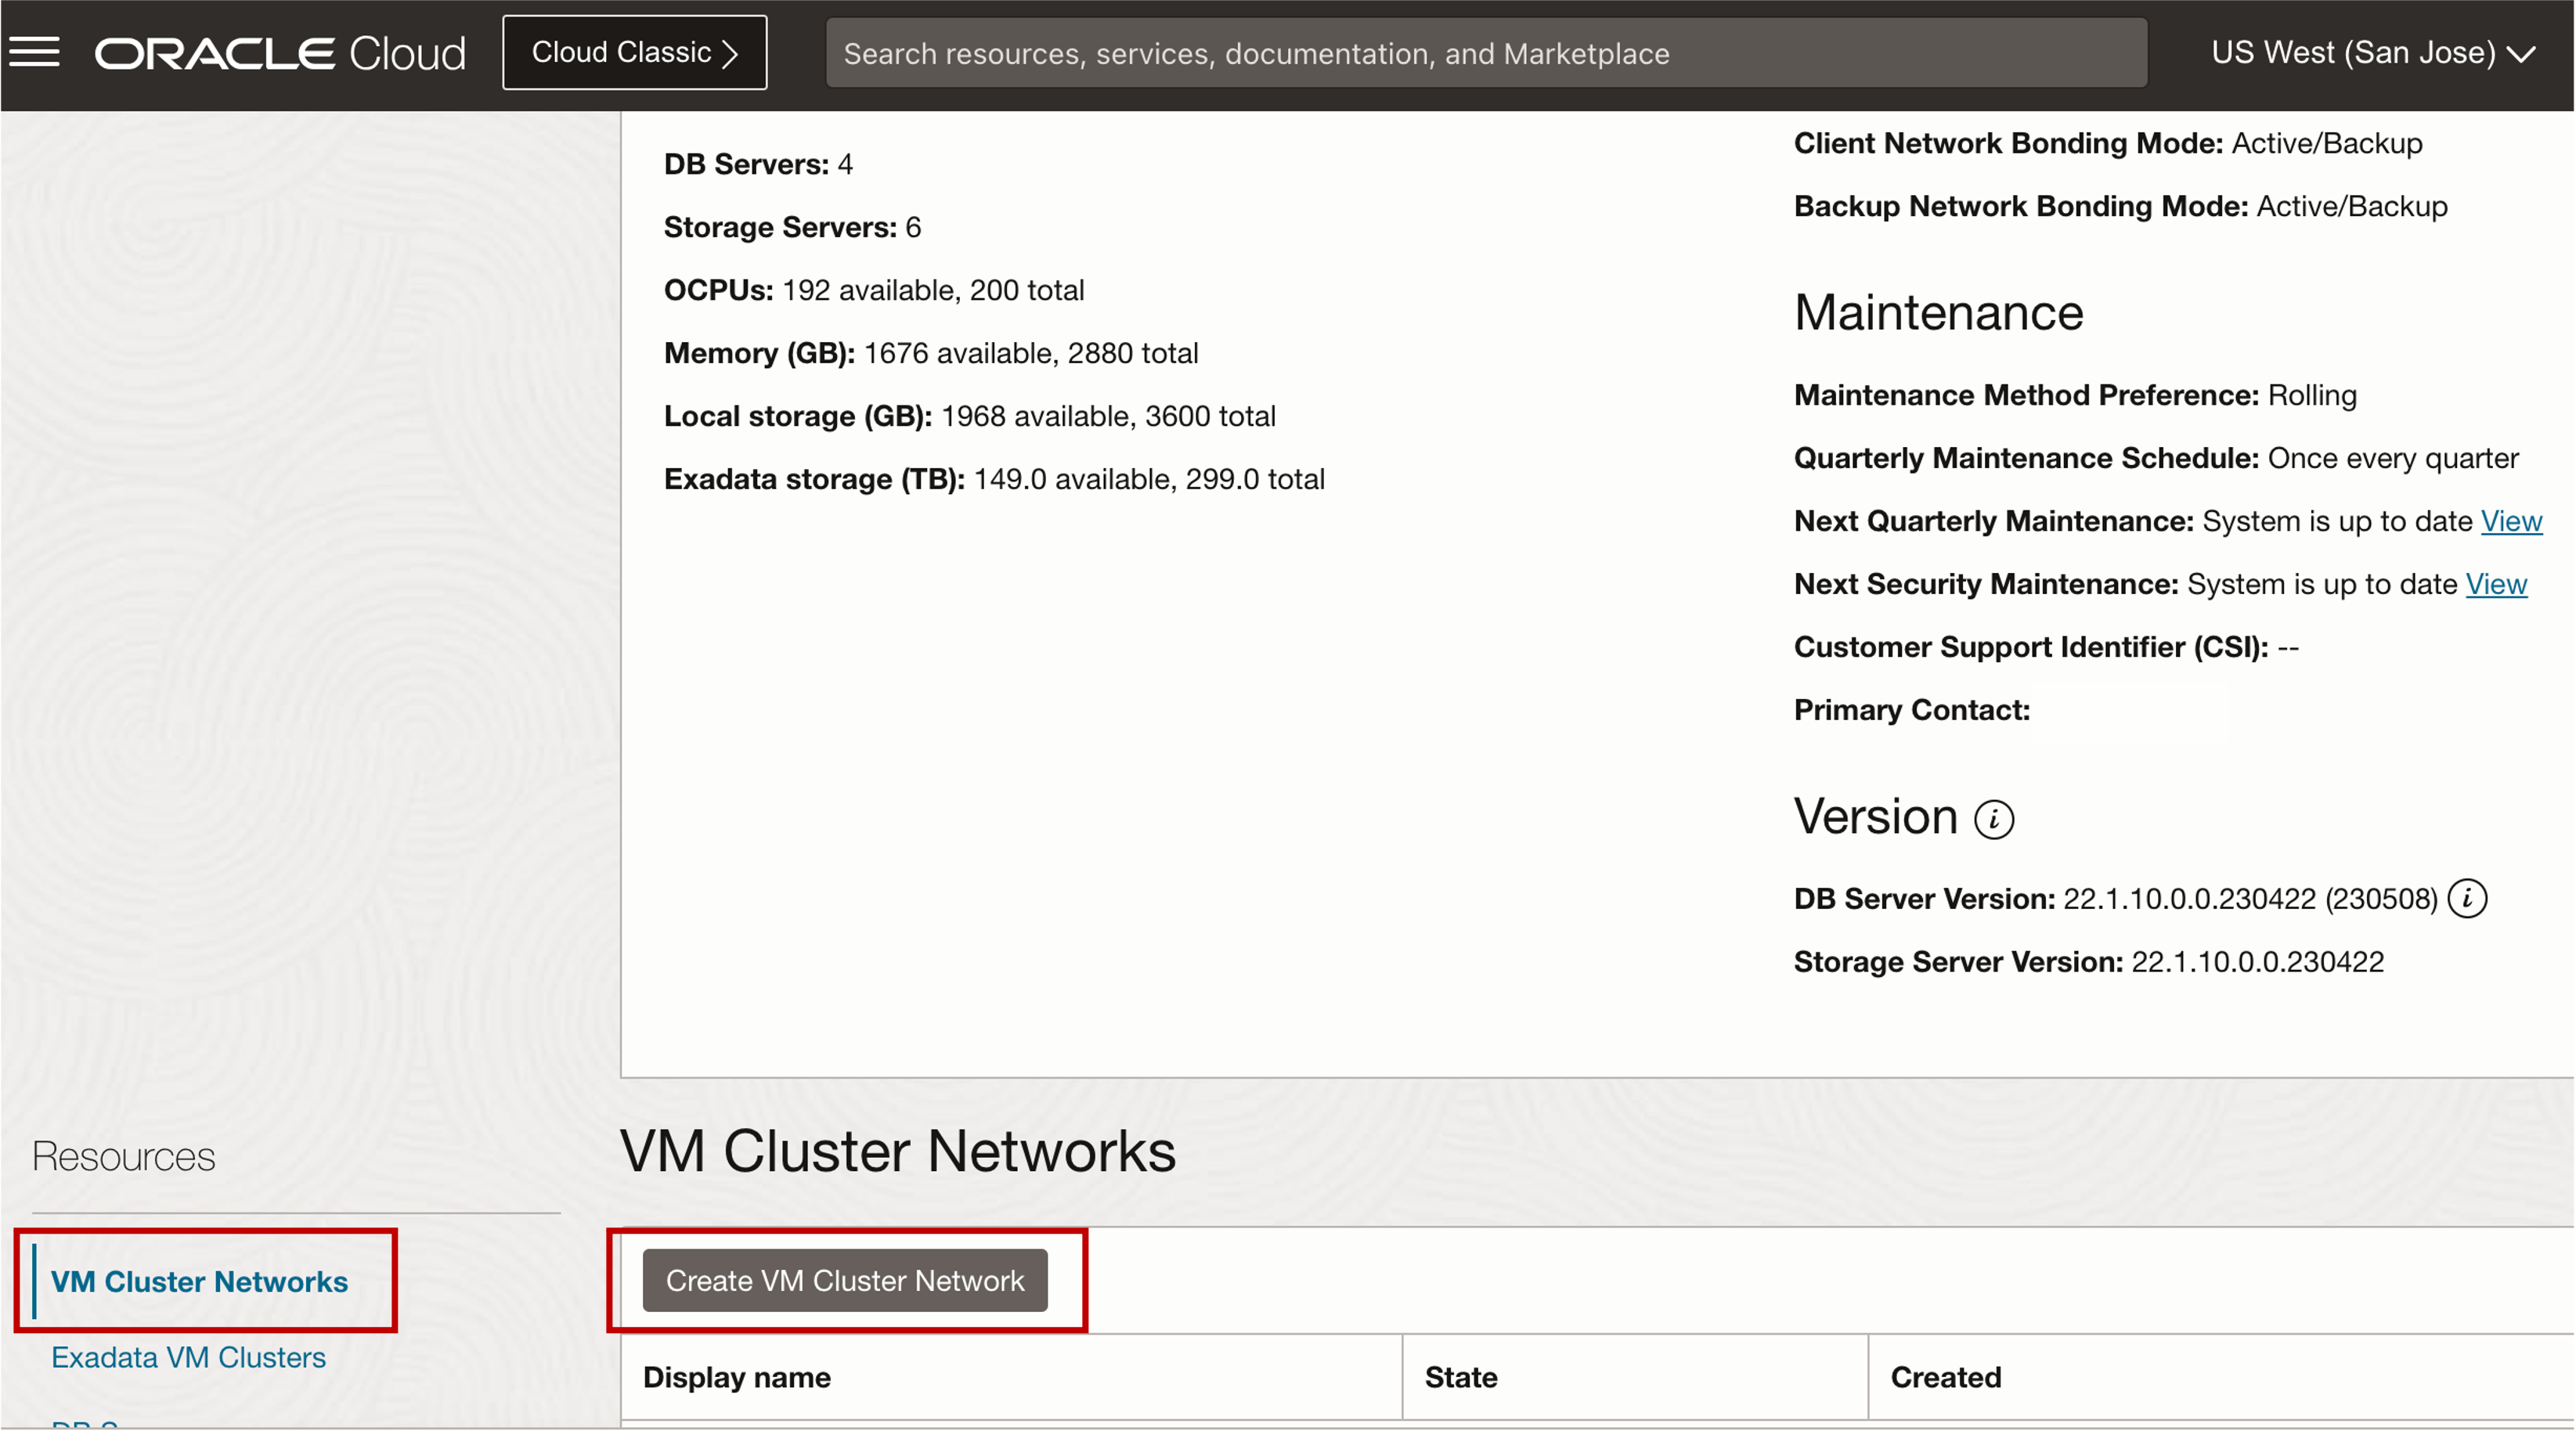 ORACLE Cloud
Cloud Classic
Search resources, services, documentation, and Marketplace
US West (San Jose)
DB Servers: 4
Storage Servers: 6
OCPUs: 192 available, 200 total
Memory (GB): 1676 available, 2880 total
Local storage (GB): 1968 available, 3600 total
Exadata storage (TB): 149.0 available, 299.0 total
Client Network Bonding Mode: Active/Backup
Backup Network Bonding Mode: Active/Backup
Maintenance
Maintenance Method Preference: Rolling
Quarterly Maintenance Schedule: Once every quarter
Next Quarterly Maintenance: System is up to date View
Next Security Maintenance: System is up to date View
Customer Support Identifier (CSI): --
Primary Contact:
Version
DB Server Version: 22.1.10.0.0.230422 (230508)
Storage Server Version: 22.1.10.0.0.230422
Resources
VM Cluster Networks
Exadata VM Clusters
VM Cluster Networks
Create VM Cluster Network
Display name
State
Created